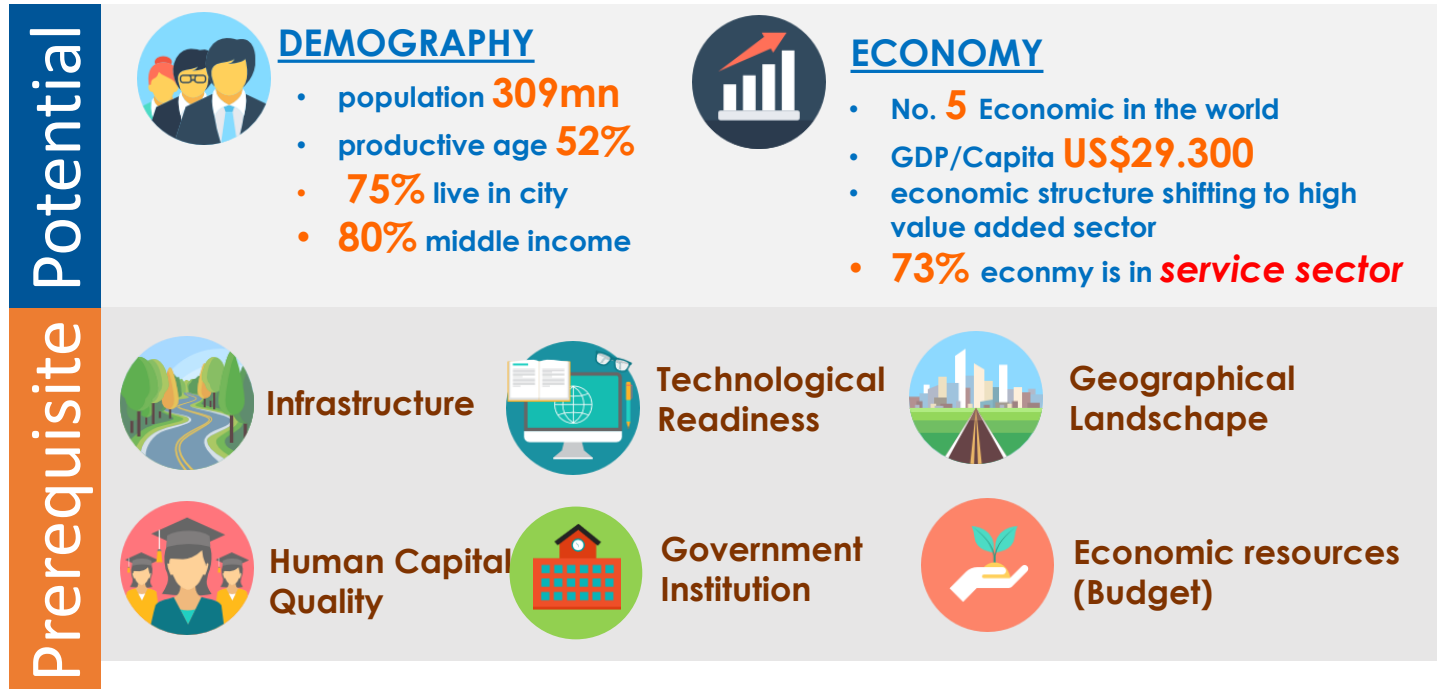 Potential
DEMOGRAPHY
• population 309mn
• productive age 52%
• 75% live in city
• 80% middle income
ECONOMY
• No. 5 Economic in the world
• GDP/Capita US$29.300
• economic structure shifting to high
value added sector
• 73% econmy is in service sector
Prerequisite
Infrastructure
Technological
Readiness
Geographical
Landschape
Human Capital
Quality
Government
Institution
Economic resources
(Budget)